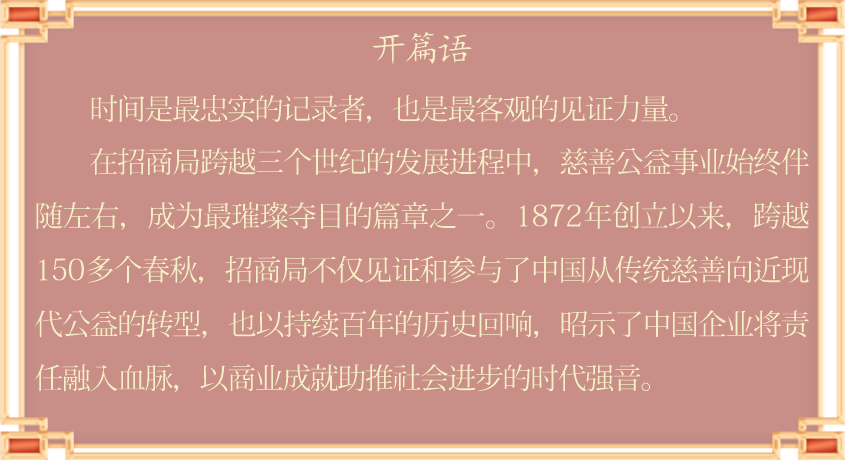 开篇语
时间是最忠实的记录者，也是最客观的见证力量。
在招商局跨越三个世纪的发展进程中，慈善公益事业始终伴
随左右，成为最璀璨夺目的篇章之一。1872年创立以来，跨越
150多个春秋，招商局不仅见证和参与了中国从传统慈善向近现
代公益的转型，也以持续百年的历史回响，昭示了中国企业将责
任融入血脉，以商业成就助推社会进步的时代强音。